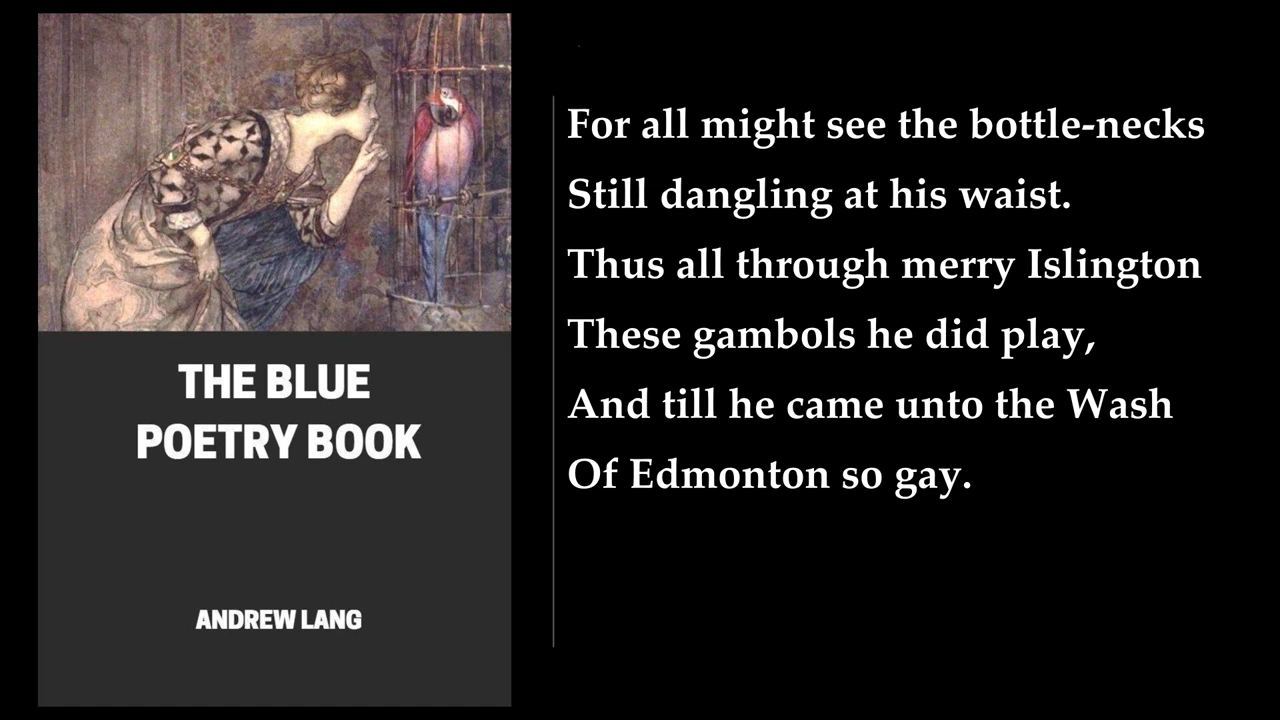 THE BLUE
POETRY BOOK
ANDREW LANG
For all might see the bottle-necks
Still dangling at his waist.
Thus all through merry Islington
These gambols he did play,
And till he came unto the Wash
Of Edmonton so gay.